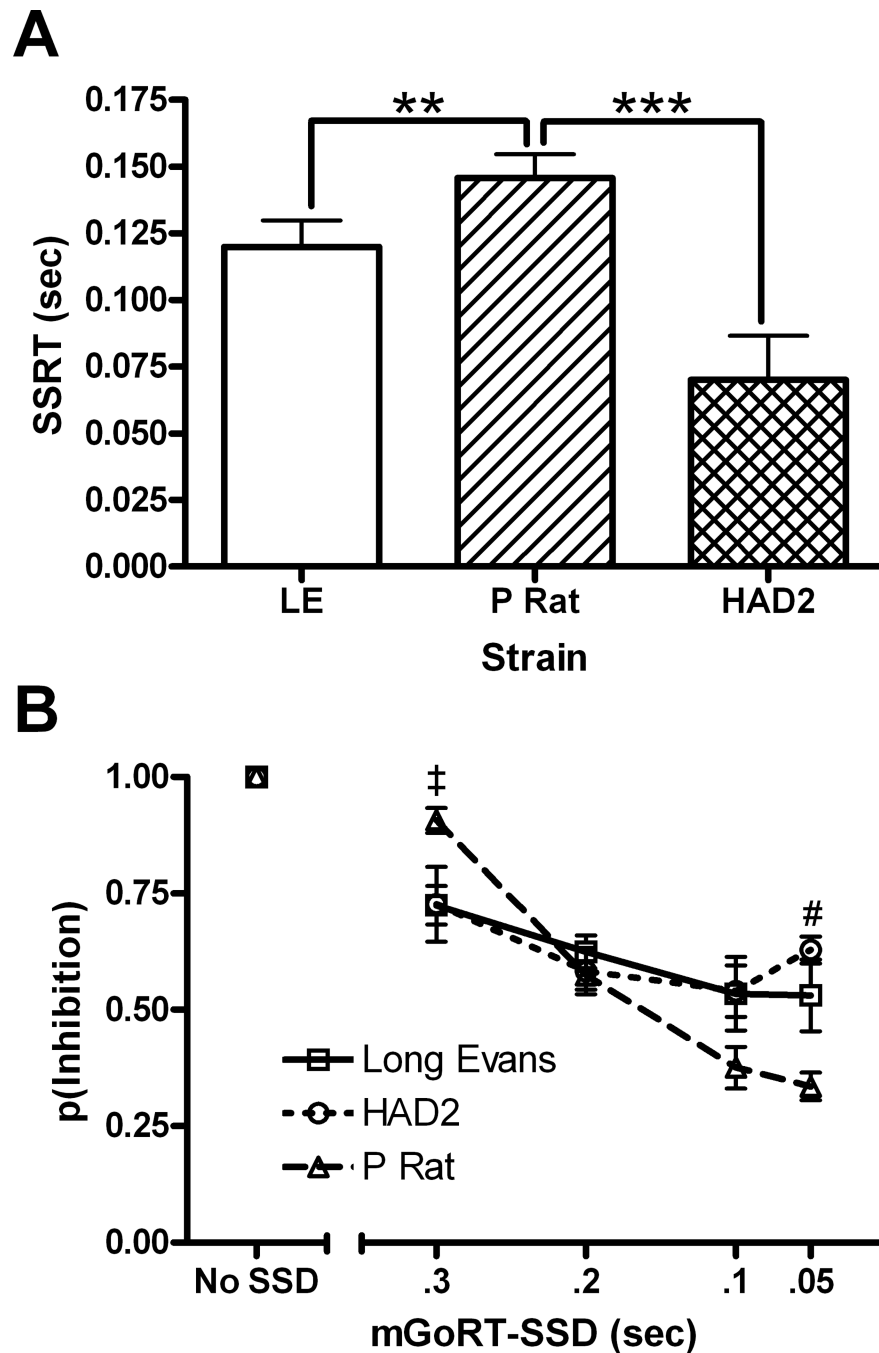 A
** ***
0.175
0.150
0.125
0.100
0.075
0.050
0.025
0.000
SSRT (sec)
LE P Rat HAD2
Strain
B
1.00
0.75
0.50
0.25
0.00
p(Inhibition)
‡
#
Long Evans
HAD2
P Rat
No SSD .3 .2 .1 .05
mGoRT-SSD (sec)